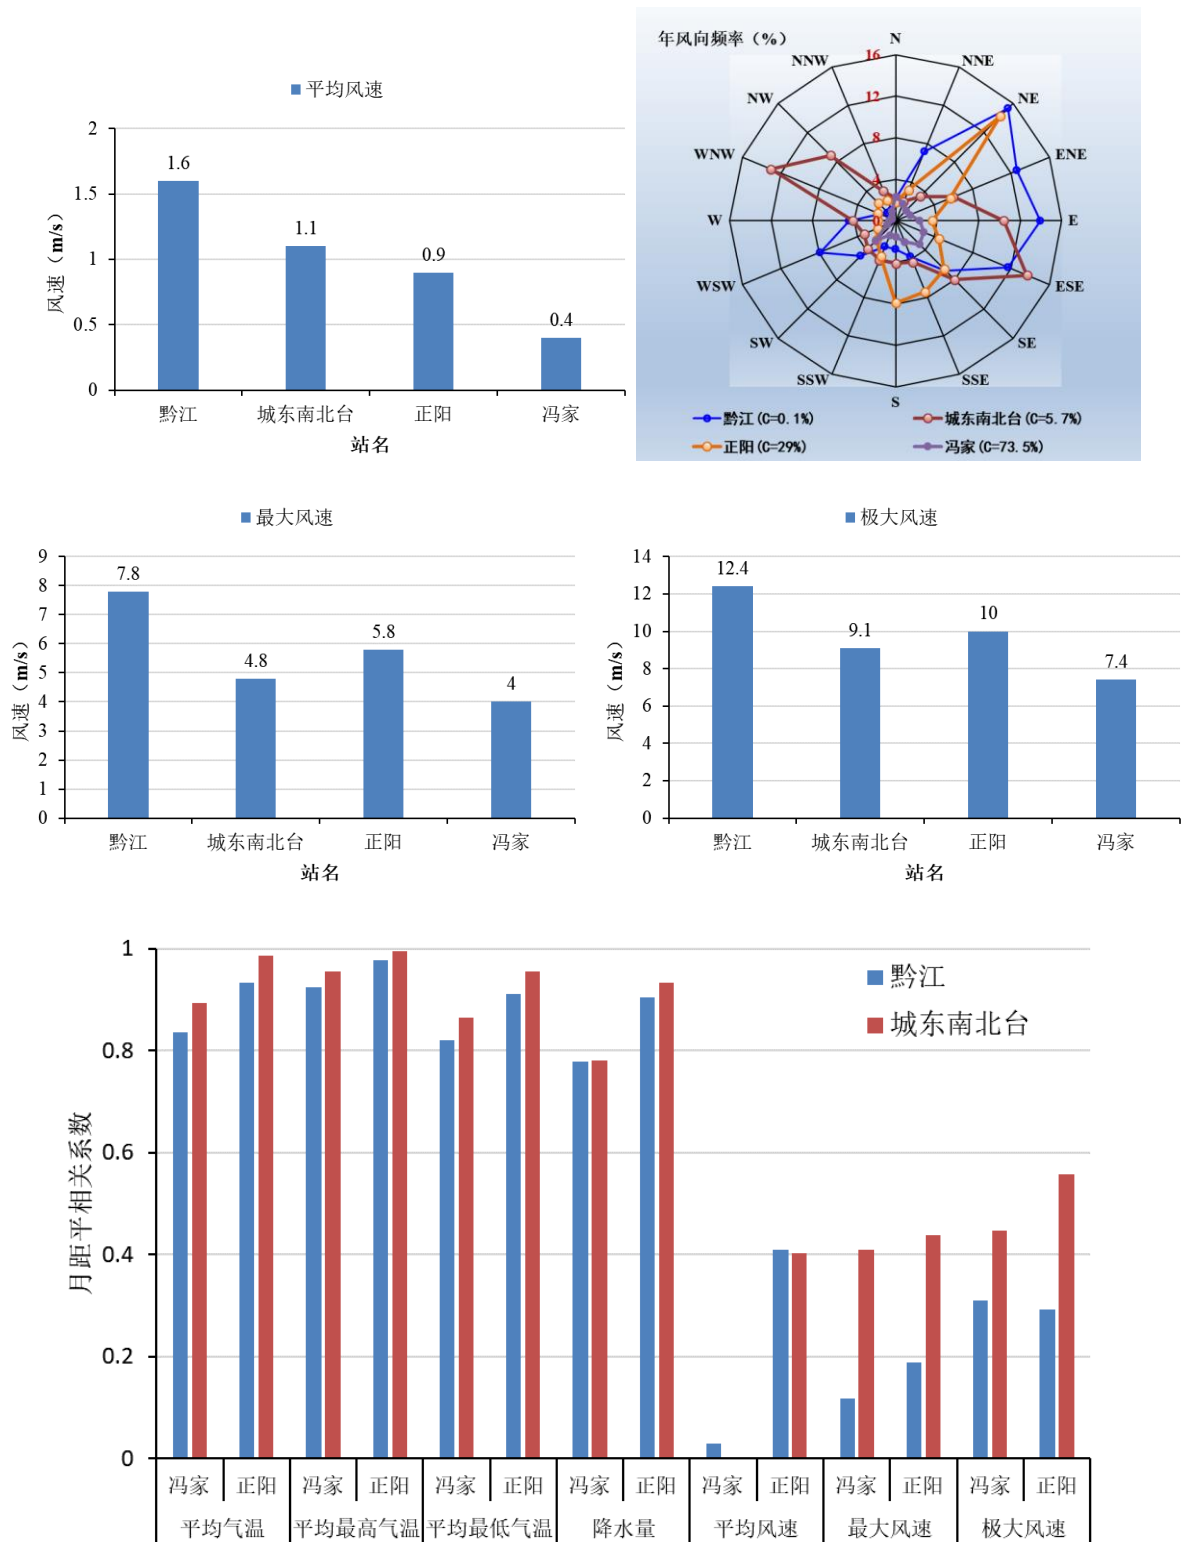 平均风速
2
1.5
1
0.5
0
1.6
1.1
0.9
0.4
风速（m/s）
黔江
城东南北台
正阳
冯家
站名
年风向频率（%）
N
NNE
NE
ENE
E
ESE
SE
SSE
S
SSW
SW
WSW
W
WNW
NW
NNW
16
12
8
4
0
黔江(C=0.1%)
城东南北台(C=5.7%)
正阳(C=29%)
冯家(C=73.5%)
最大风速
9
8
7
6
5
4
3
2
1
0
7.8
4.8
5.8
4
风速（m/s）
黔江
城东南北台
正阳
冯家
站名
极大风速
14
12
10
8
6
4
2
0
12.4
9.1
10
7.4
风速（m/s）
黔江
城东南北台
正阳
冯家
站名
1
0.8
0.6
0.4
0.2
0
月距平相关系数
黔江
城东南北台
冯家 正阳 冯家 正阳 冯家 正阳 冯家 正阳 冯家 正阳 冯家 正阳 冯家 正阳
平均气温 平均最高气温 平均最低气温 降水量 平均风速 最大风速 极大风速